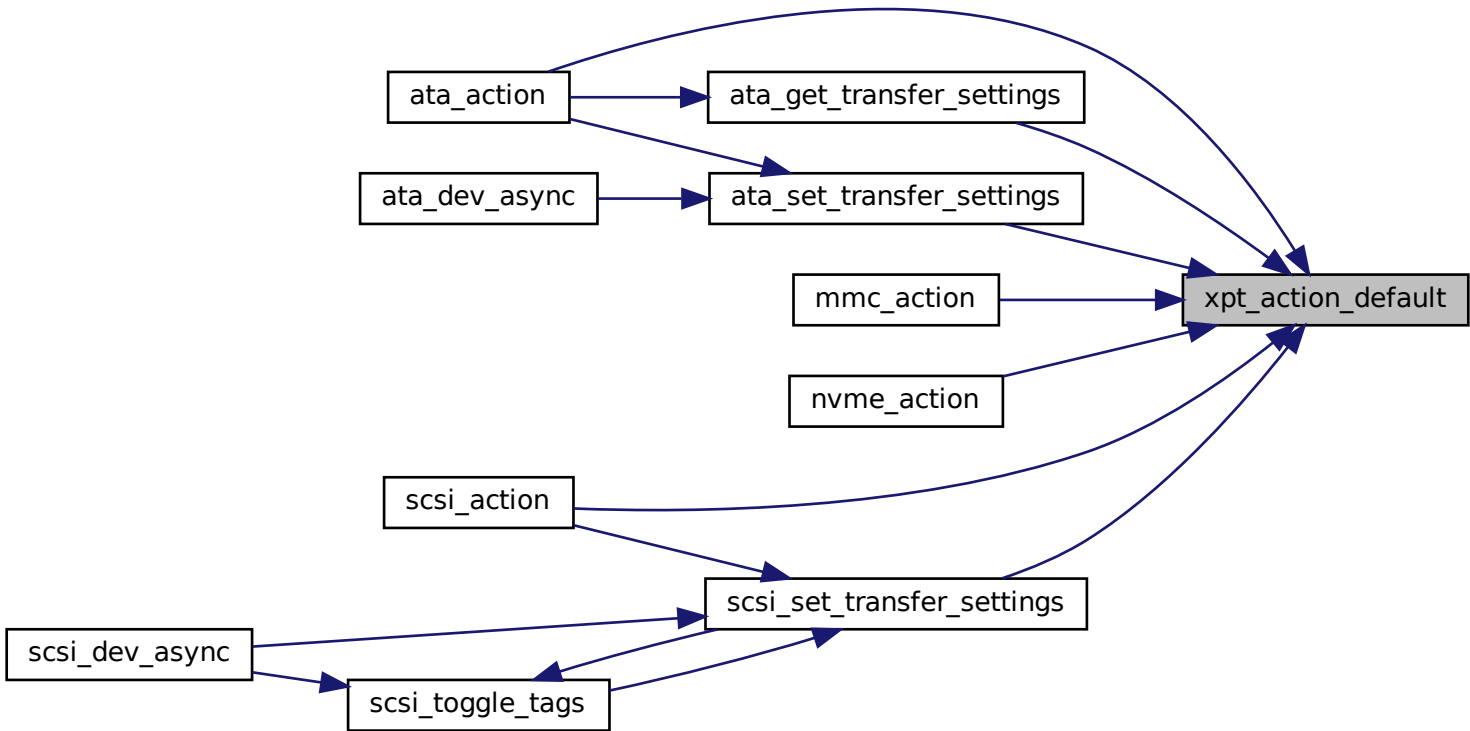 ata_action
ata_get_transfer_settings
ata_dev_async
ata_set_transfer_settings
mmc_action
xpt_action_default
nvme_action
scsi_action
scsi_set_transfer_settings
scsi_dev_async
scsi_toggle_tags